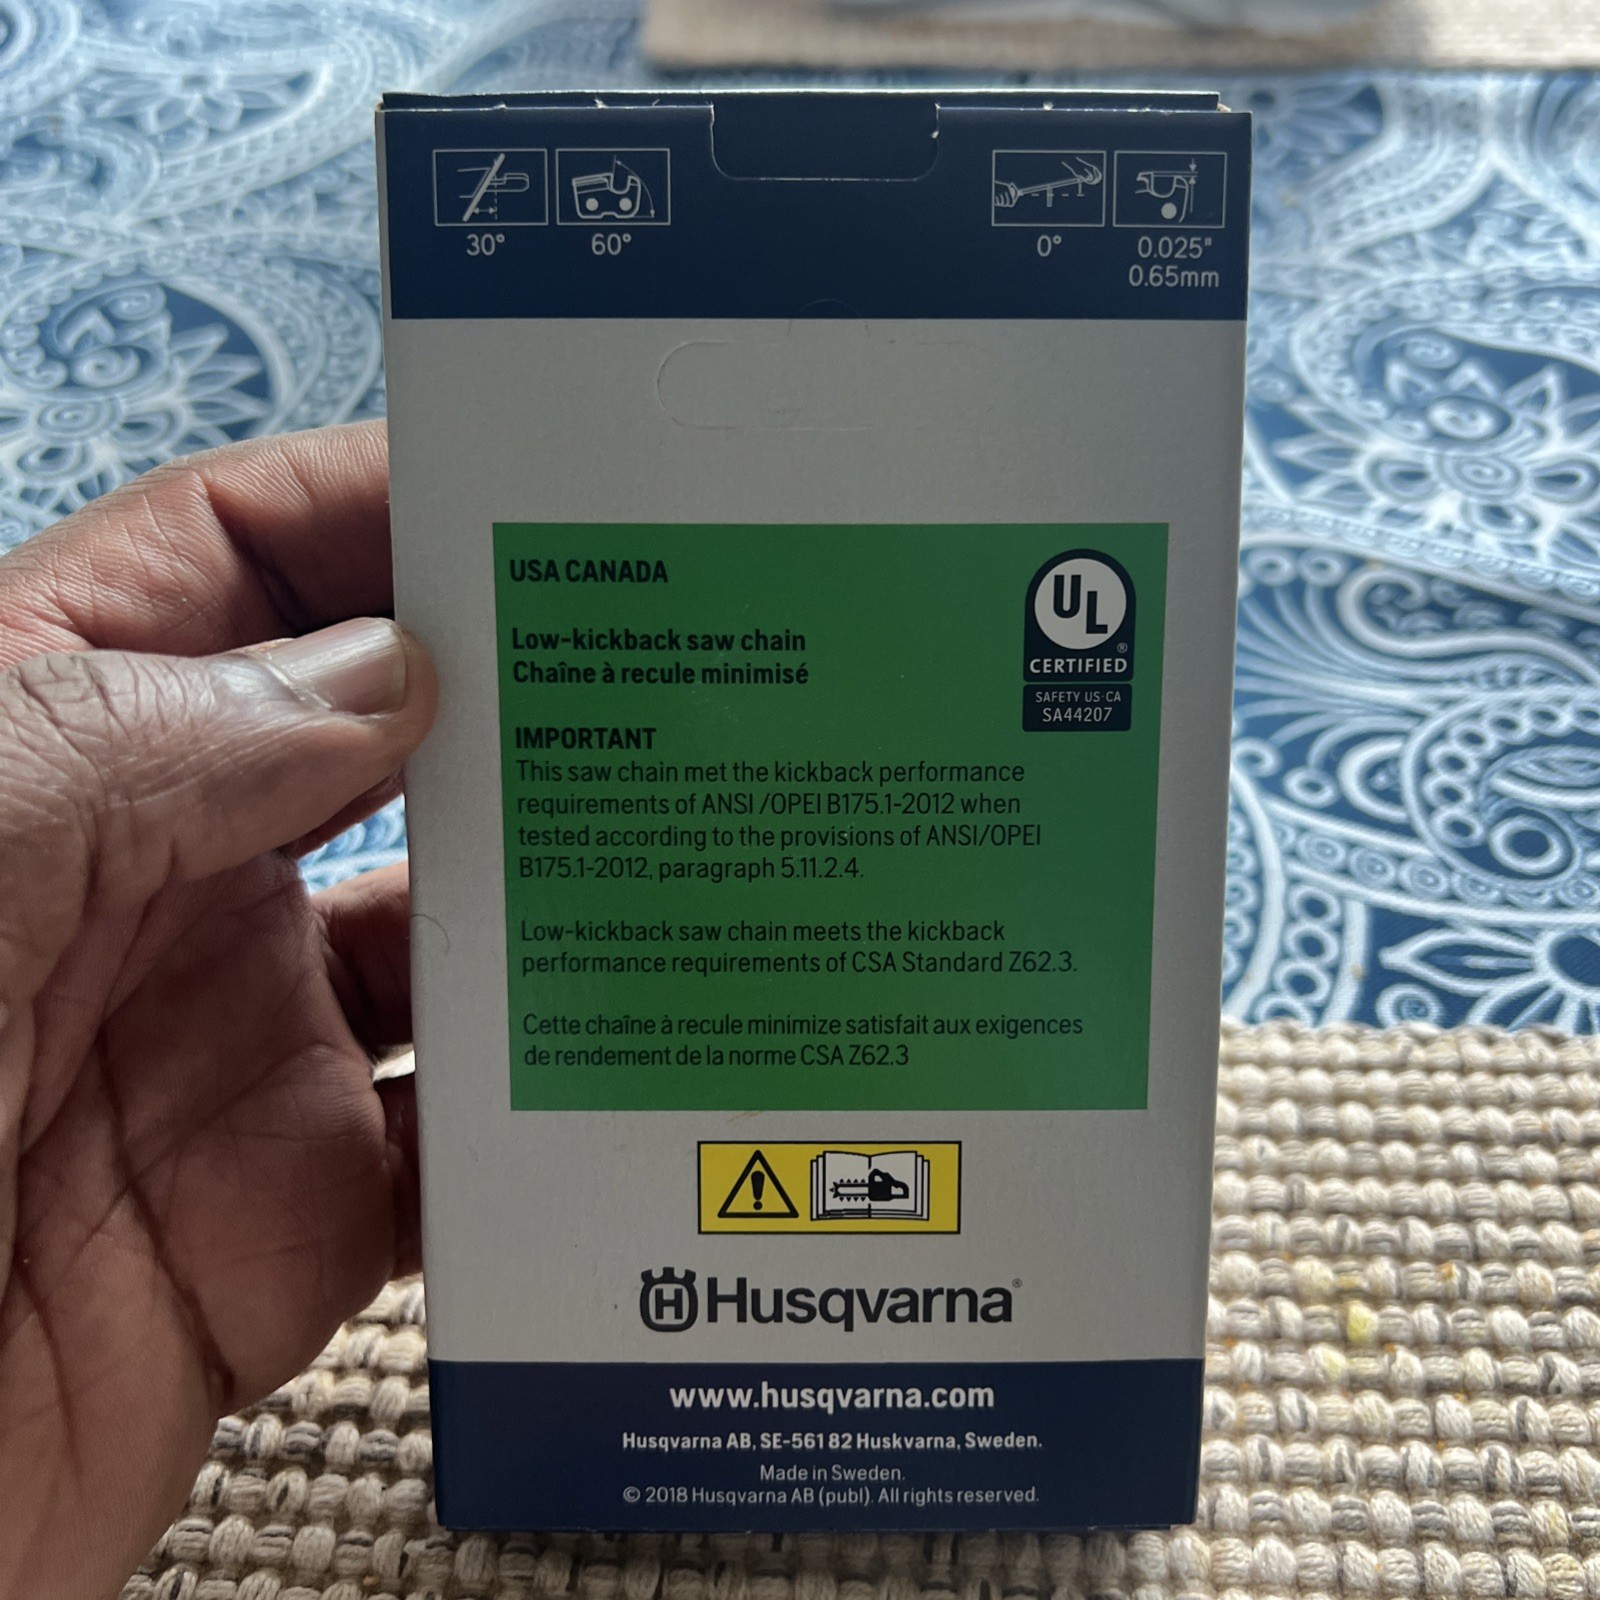 30°
60°
0°
0.025"
0.65mm
USA CANADA
Low-kickback saw chain
Chaîne à recule minimisé
UL
®
CERTIFIED
SAFETY US·CA
SA44207
IMPORTANT
This saw chain met the kickback performance
requirements of ANSI /OPEI B175.1-2012 when
tested according to the provisions of ANSI/OPEI
B175.1-2012, paragraph 5.11.2.4.
Low-kickback saw chain meets the kickback
performance requirements of CSA Standard Z62.3.
Cette chaîne à recule minimize satisfait aux exigences
de rendement de la norme CSA Z62.3
H Husqvarna®
www.husqvarna.com
Husqvarna AB, SE-561 82 Huskvarna, Sweden.
Made in Sweden.
© 2018 Husqvarna AB (publ). All rights reserved.